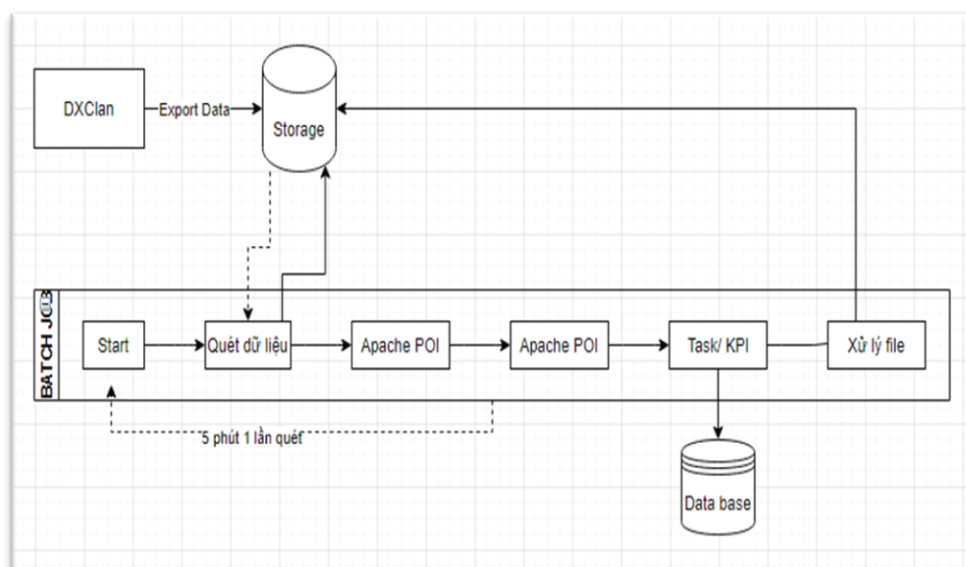 DXClan
Export Data
Storage
BATCH JOB
Start
Quét dữ liệu
Apache POI
Apache POI
Task/ KPI
Xử lý file
5 phút 1 lần quét
Data base